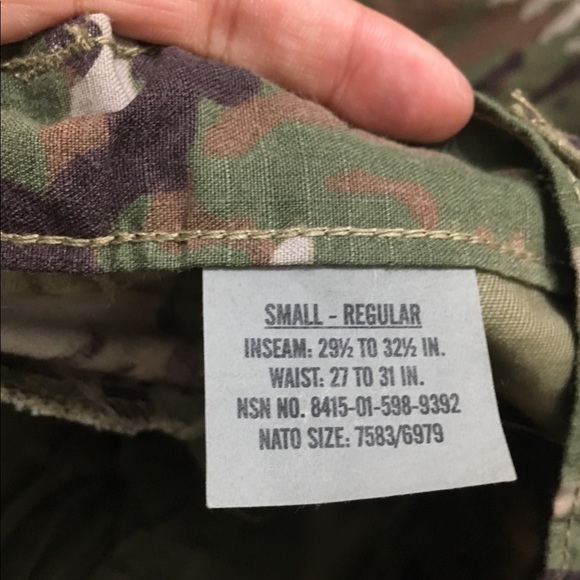 SMALL - REGULAR
INSEAM: 29½ TO 32½ IN.
WAIST: 27 TO 31 IN.
NSN NO. 8415-01-598-9392
NATO SIZE: 7583/6979